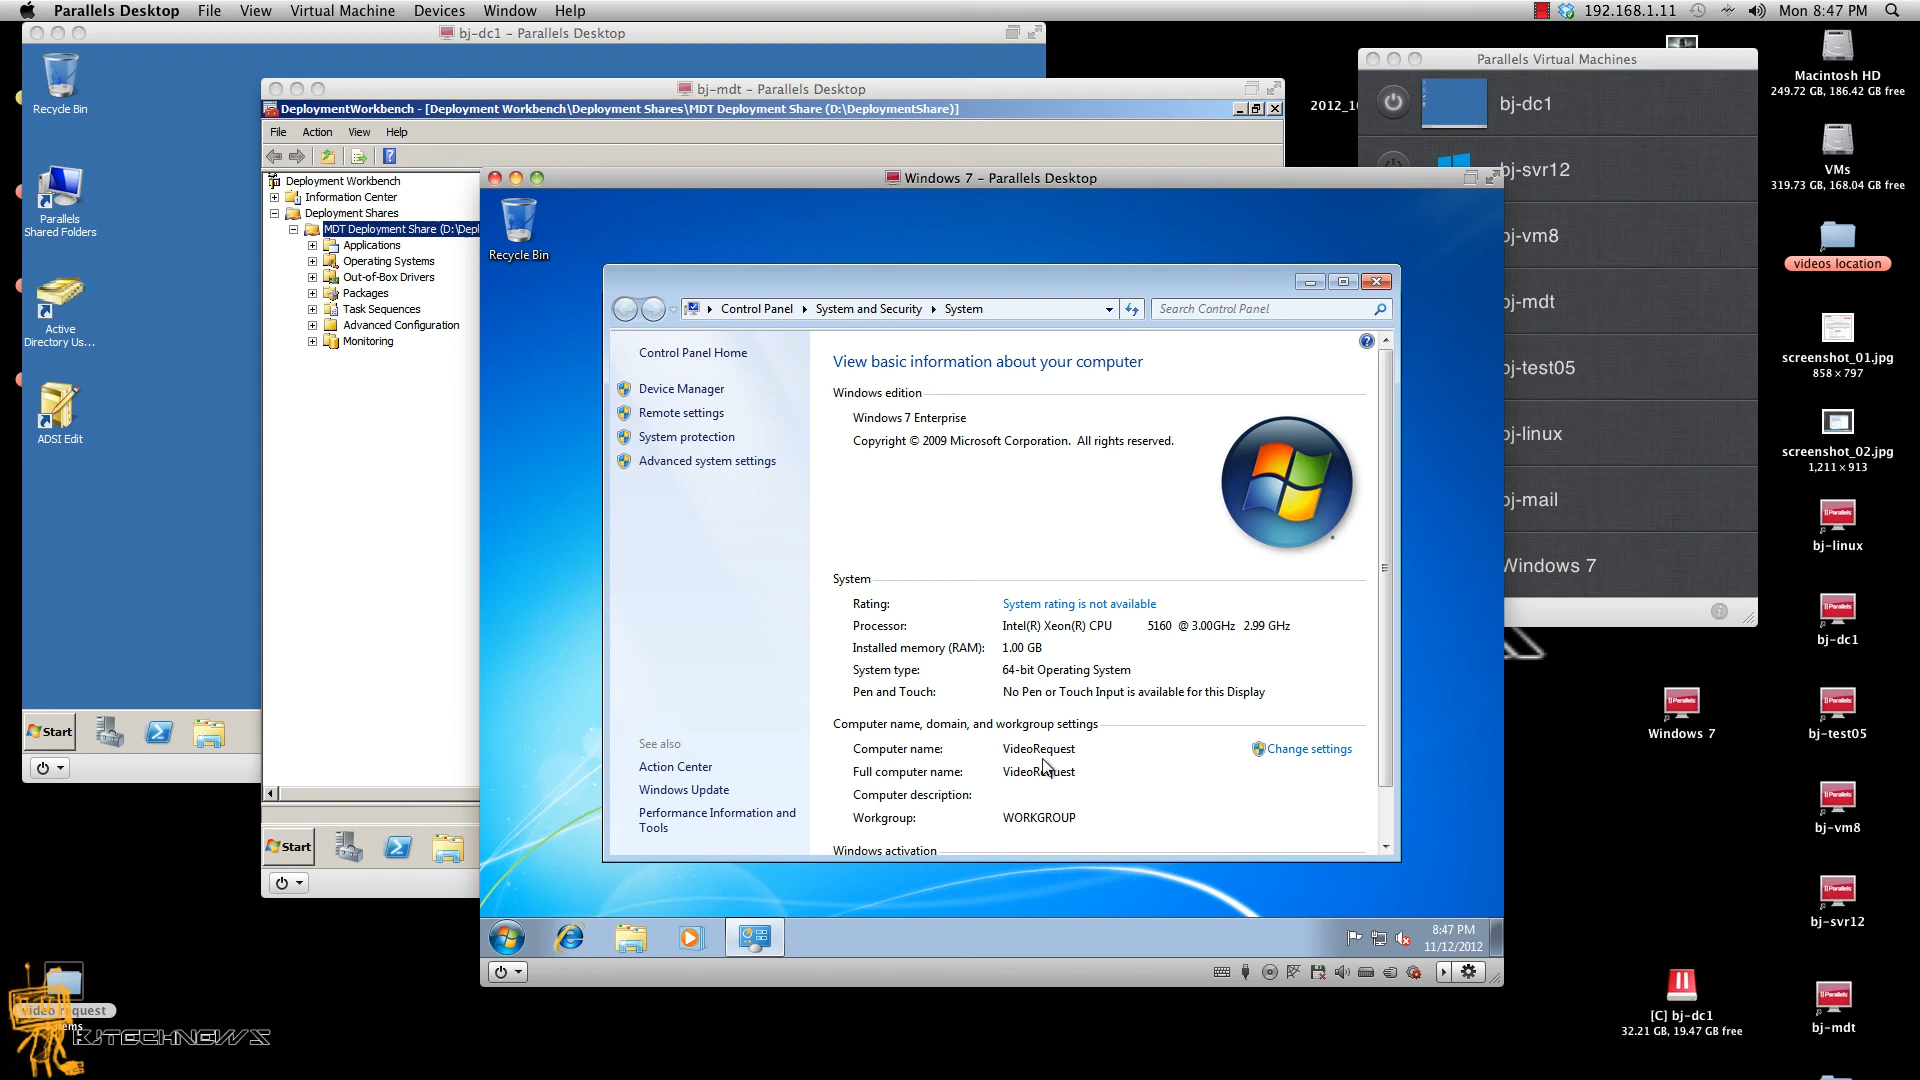 Parallels Desktop File View Virtual Machine Devices Window Help
192.168.1.11 Mon 8:47 PM
bj-dc1 - Parallels Desktop
Recycle Bin
Parallels
Shared Folders
Active
Directory Us...
ADSI Edit
Start
bj-mdt - Parallels Desktop
DeploymentWorkbench - [Deployment Workbench\Deployment Shares\MDT Deployment Share (D:\DeploymentShare)]
File Action View Help
Deployment Workbench
Information Center
Deployment Shares
MDT Deployment Share (D:\Depl
Applications
Operating Systems
Out-of-Box Drivers
Packages
Task Sequences
Advanced Configuration
Monitoring
Start
Windows 7 - Parallels Desktop
Recycle Bin
Control Panel System and Security System
Search Control Panel
Control Panel Home
Device Manager
Remote settings
System protection
Advanced system settings
See also
Action Center
Windows Update
Performance Information and
Tools
View basic information about your computer
Windows edition
Windows 7 Enterprise
Copyright © 2009 Microsoft Corporation. All rights reserved.
System
Rating: System rating is not available
Processor: Intel(R) Xeon(R) CPU 5160 @ 3.00GHz 2.99 GHz
Installed memory (RAM): 1.00 GB
System type: 64-bit Operating System
Pen and Touch: No Pen or Touch Input is available for this Display
Computer name, domain, and workgroup settings
Computer name: VideoRequest
Change settings
Full computer name: VideoRequest
Computer description:
Workgroup: WORKGROUP
Windows activation
8:47 PM
11/12/2012
Parallels Virtual Machines
bj-dc1
bj-svr12
bj-vm8
bj-mdt
bj-test05
bj-linux
bj-mail
Windows 7
Macintosh HD
249.72 GB, 186.42 GB free
VMs
319.73 GB, 168.04 GB free
videos location
screenshot_01.jpg
858 × 797
screenshot_02.jpg
1,211 × 913
bj-linux
bj-dc1
Windows 7
bj-test05
bj-vm8
bj-svr12
[C] bj-dc1
32.21 GB, 19.47 GB free
bj-mdt
BJTECHNEWS